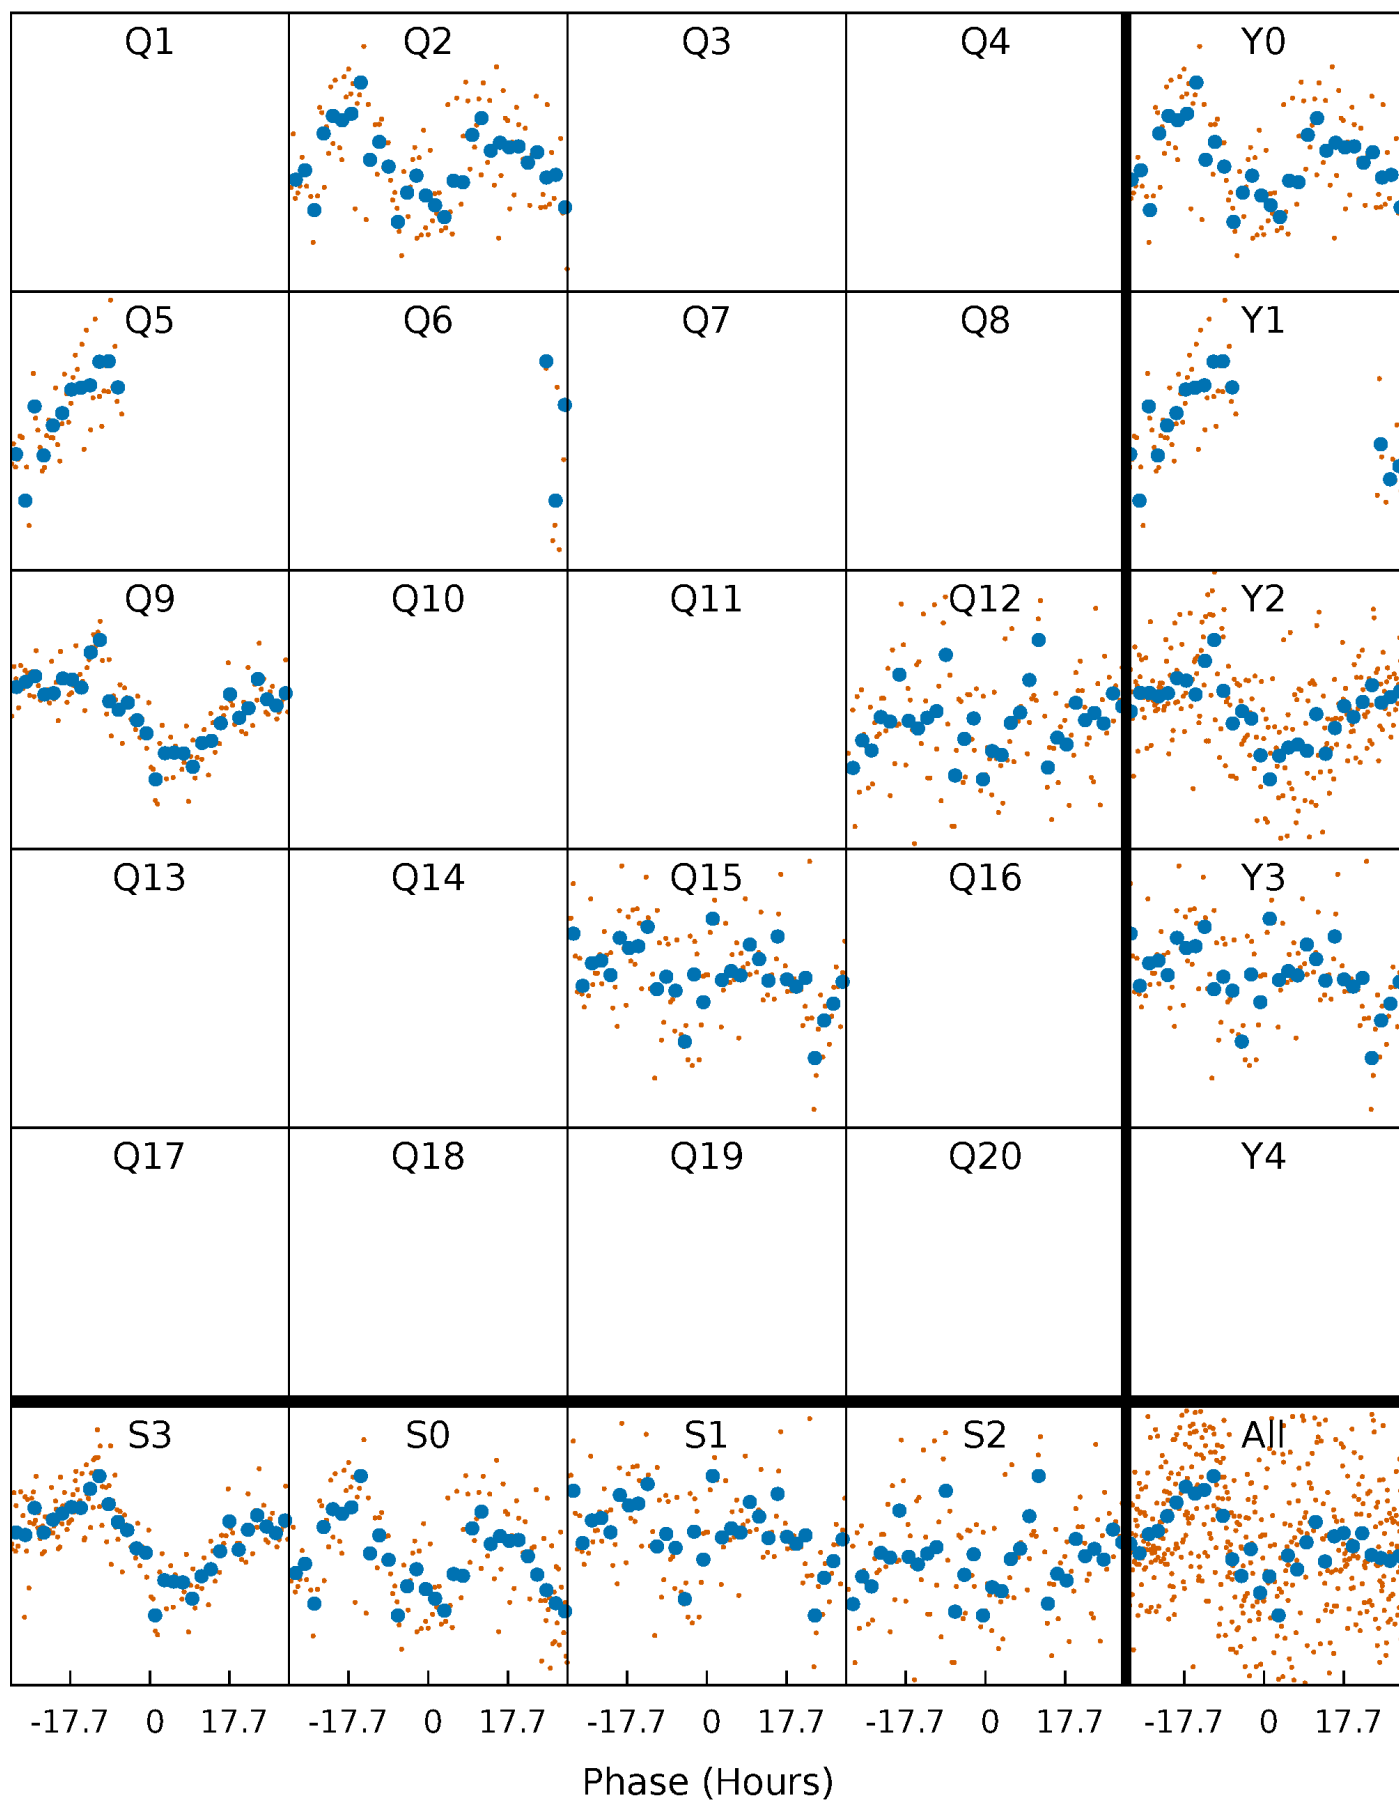 Q1 Q2 Q3 Q4 Y0
Q5 Q6 Q7 Q8 Y1
Q9 Q10 Q11 Q12 Y2
Q13 Q14 Q15 Q16 Y3
Q17 Q18 Q19 Q20 Y4
S3 S0 S1 S2 All
-17.7 0 17.7 -17.7 0 17.7 -17.7 0 17.7 -17.7 0 17.7 -17.7 0 17.7
Phase (Hours)